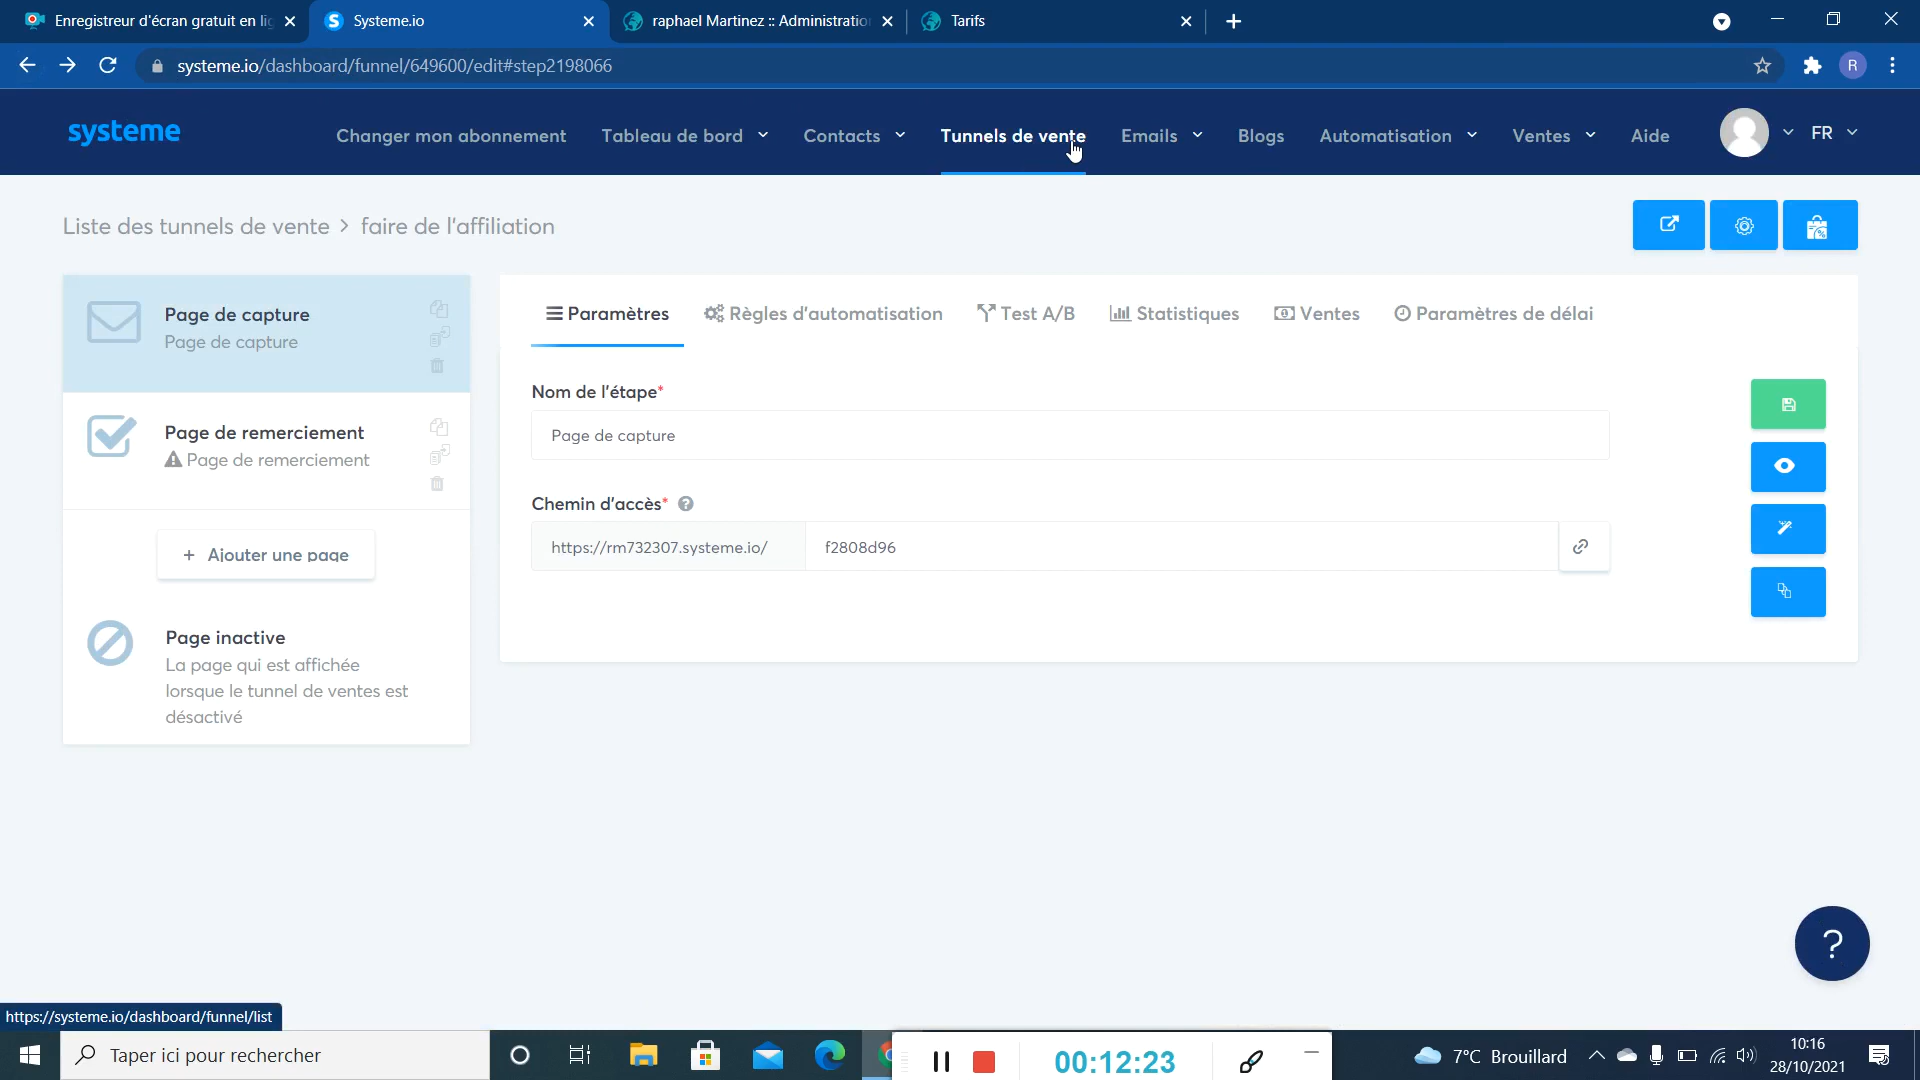 Enregistreur d'écran gratuit en lig
Systeme.io
raphael Martinez :: Administratio
Tarifs
systeme.io/dashboard/funnel/649600/edit#step2198066
R
systeme
Changer mon abonnement
Tableau de bord
Contacts
Tunnels de vente
Emails
Blogs
Automatisation
Ventes
Aide
FR
Liste des tunnels de vente > faire de l'affiliation
Page de capture
Page de capture
Page de remerciement
Page de remerciement
+ Ajouter une page
Page inactive
La page qui est affichée
lorsque le tunnel de ventes est
désactivé
Paramètres
Règles d'automatisation
Test A/B
Statistiques
Ventes
Paramètres de délai
Nom de l'étape*
Page de capture
Chemin d'accès* ?
https://rm732307.systeme.io/
f2808d96
?
https://systeme.io/dashboard/funnel/list
Taper ici pour rechercher
00:12:23
7°C Brouillard
10:16
28/10/2021